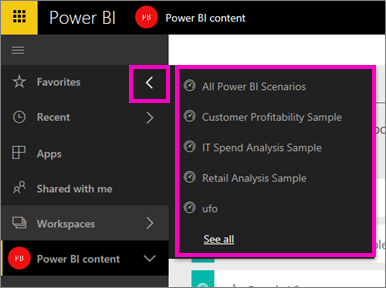 Power BI
PB
Power BI content
Favorites
Recent
Apps
Shared with me
Workspaces
PB
Power BI content
All Power BI Scenarios
Customer Profitability Sample
IT Spend Analysis Sample
Retail Analysis Sample
ufo
See all